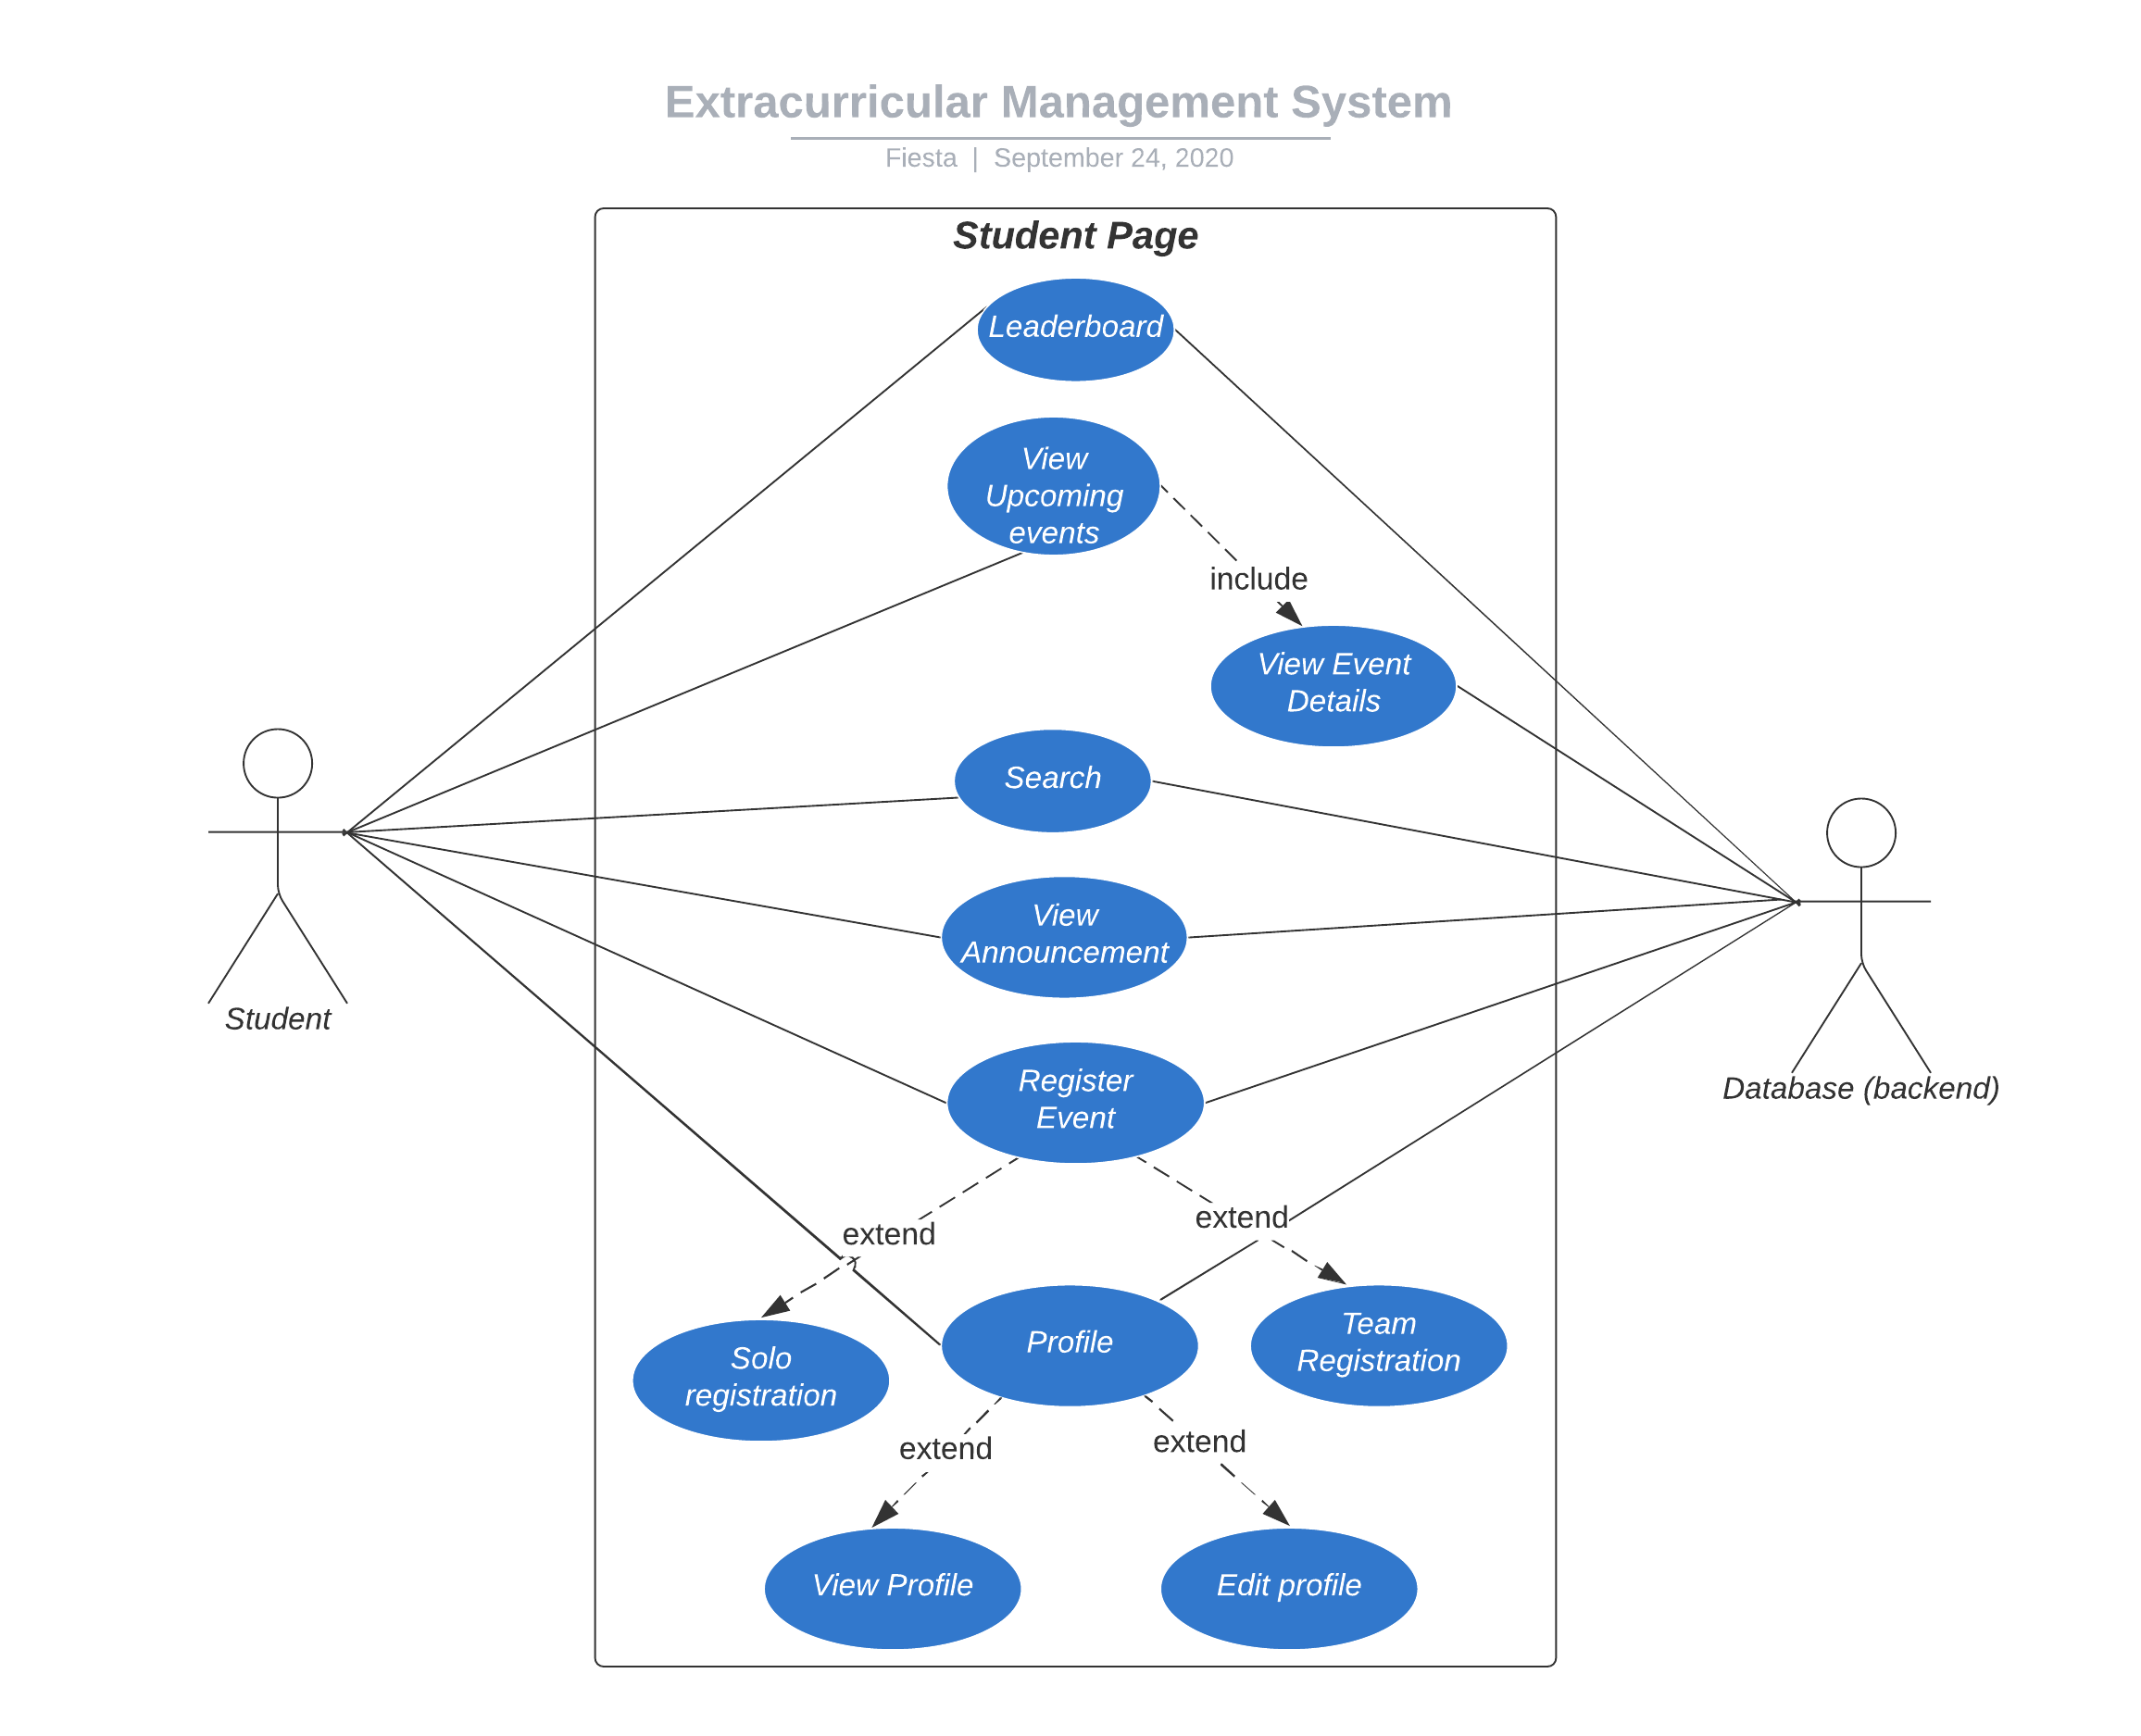 Extracurricular Management System
Fiesta | September 24, 2020
Student Page
Leaderboard
View
Upcoming
events
include
View Event
Details
Search
View
Announcement
Student
Database (backend)
Register
Event
extend
extend
Solo
registration
Profile
Team
Registration
extend
extend
View Profile
Edit profile